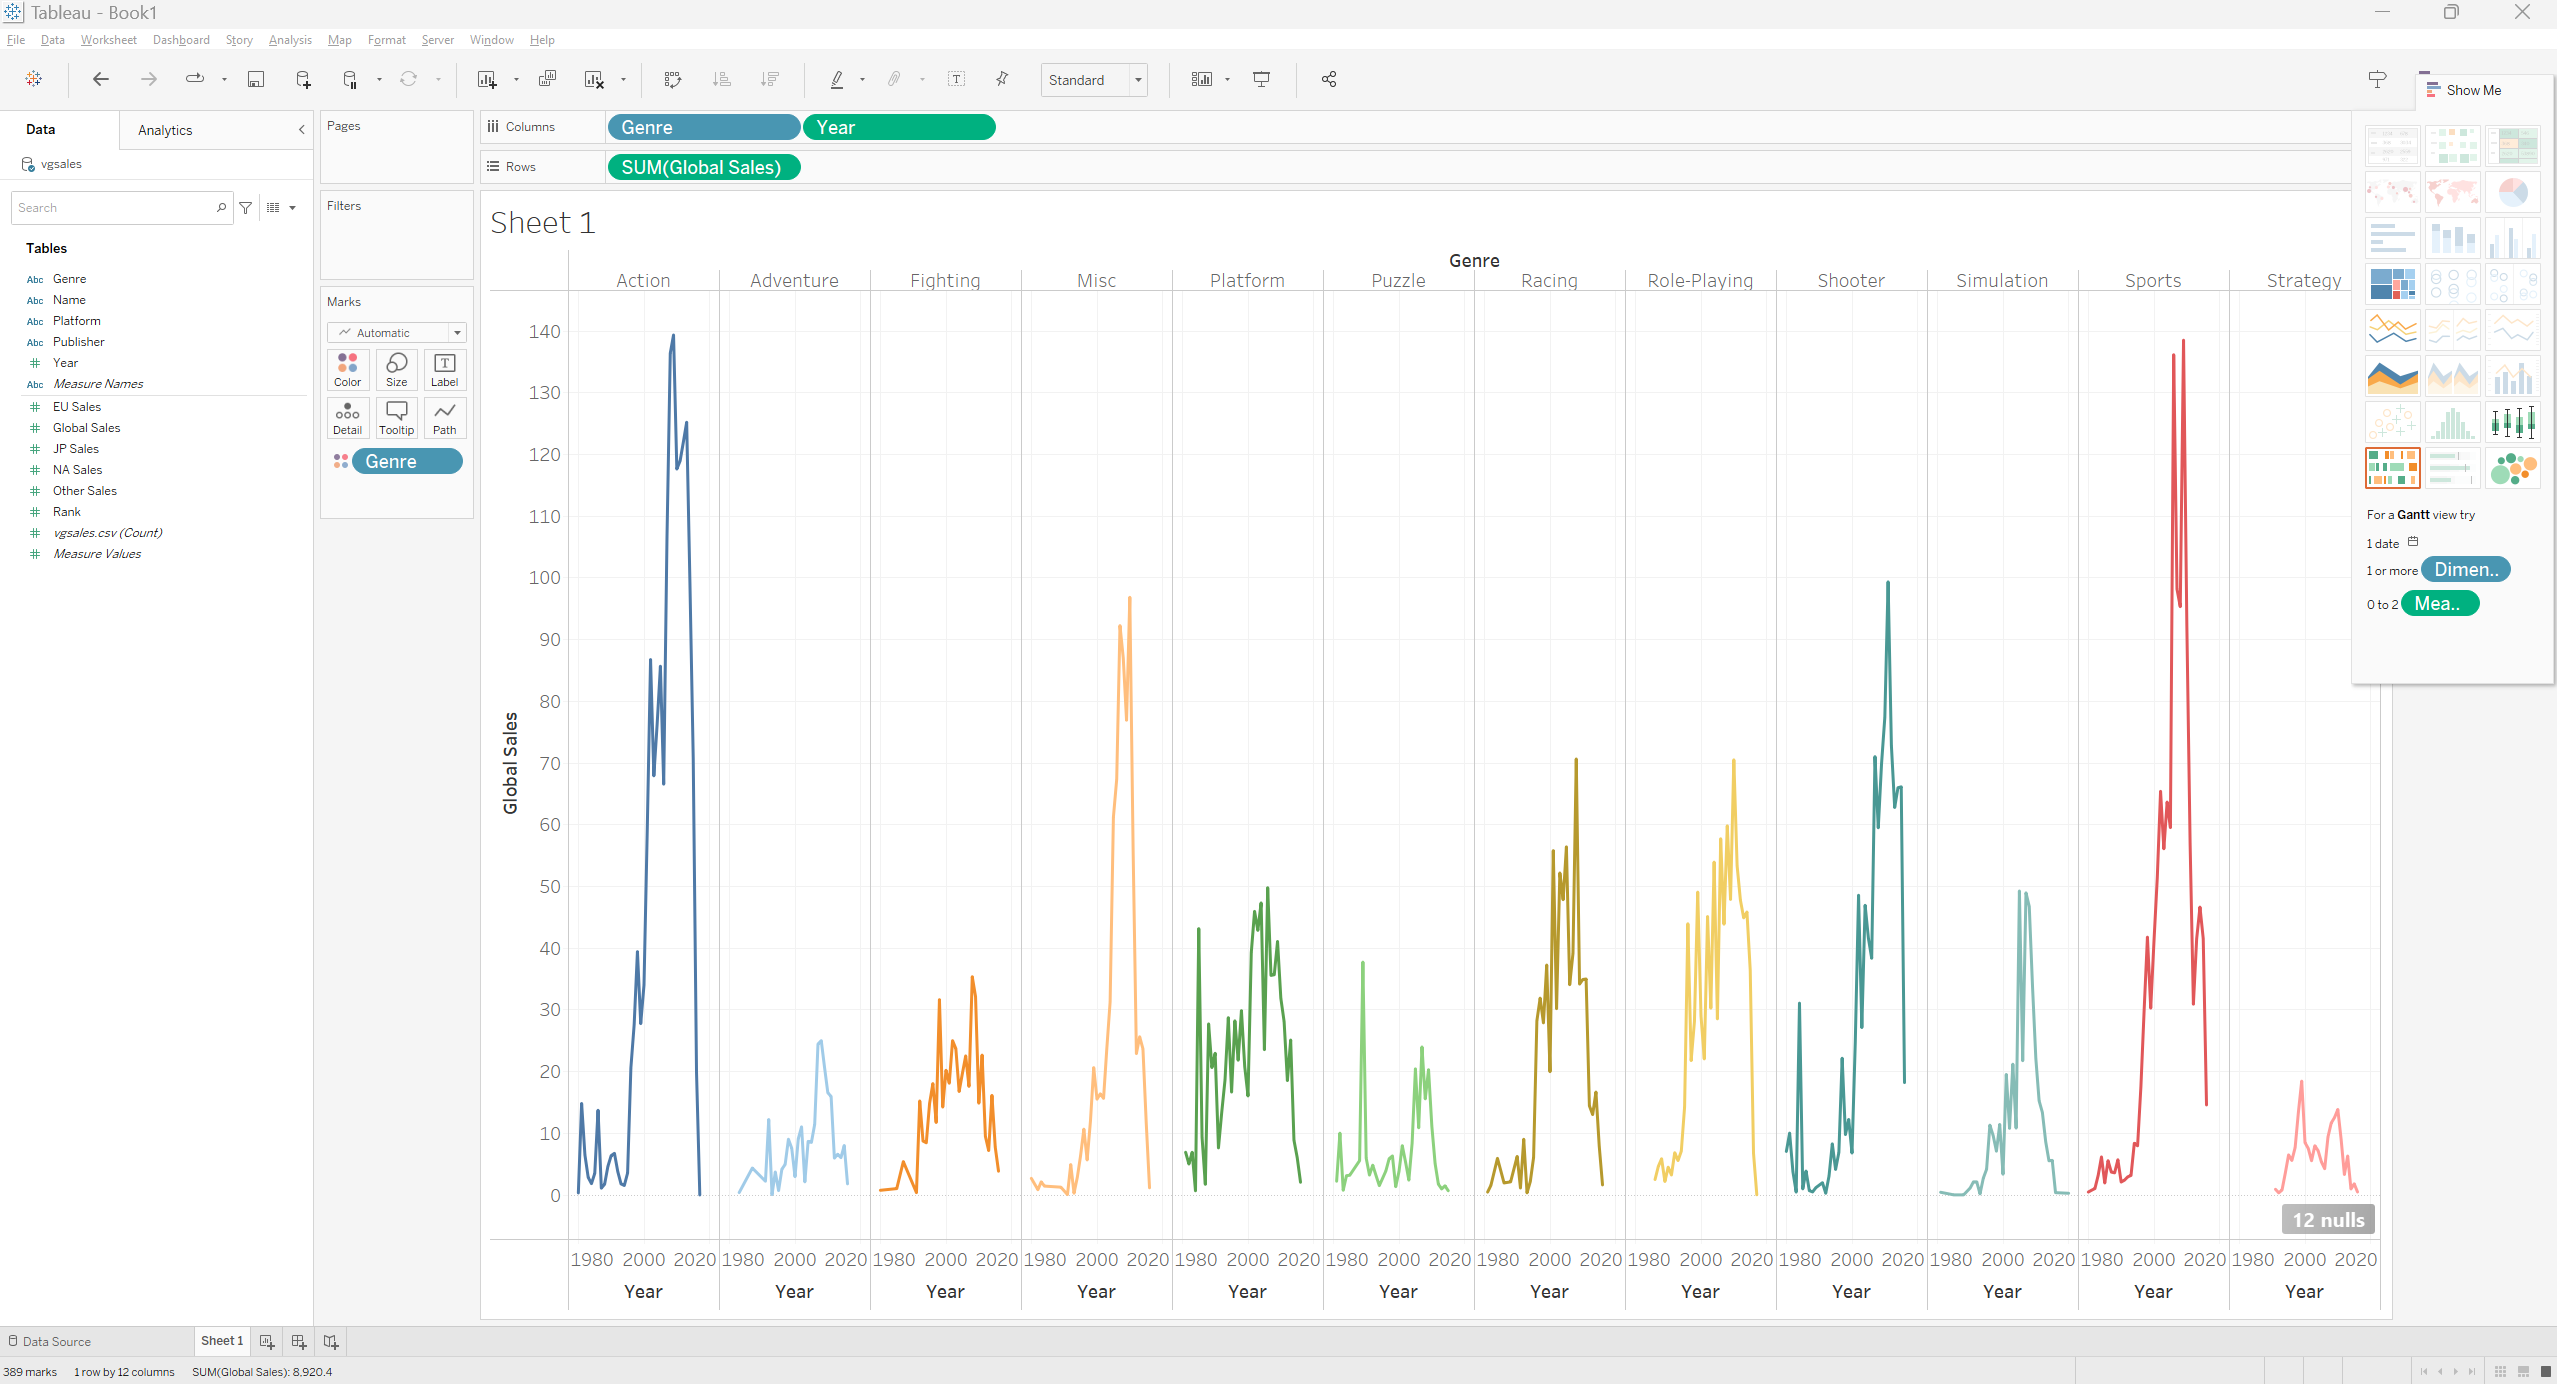 Tableau - Book1
File Data Worksheet Dashboard Story Analysis Map Format Server Window Help
Standard
Show Me
Data Analytics
vgsales
Search
Tables
Abc Genre
Abc Name
Abc Platform
Abc Publisher
Year
Abc Measure Names
EU Sales
Global Sales
JP Sales
NA Sales
Other Sales
Rank
vgsales.csv (Count)
Measure Values
Pages
Filters
Marks
Automatic
Color Size Label
Detail Tooltip Path
Genre
Columns Genre Year
Rows SUM(Global Sales)
Sheet 1
Genre
Action Adventure Fighting Misc Platform Puzzle Racing Role-Playing Shooter Simulation Sports Strategy
Global Sales
140
130
120
110
100
90
80
70
60
50
40
30
20
10
0
12 nulls
1980 2000 2020 1980 2000 2020 1980 2000 2020 1980 2000 2020 1980 2000 2020 1980 2000 2020 1980 2000 2020 1980 2000 2020 1980 2000 2020 1980 2000 2020 1980 2000 2020 1980 2000 2020
Year Year Year Year Year Year Year Year Year Year Year Year
For a Gantt view try
1 date
1 or more Dimen..
0 to 2 Mea..
Data Source Sheet 1
389 marks 1 row by 12 columns SUM(Global Sales): 8,920.4